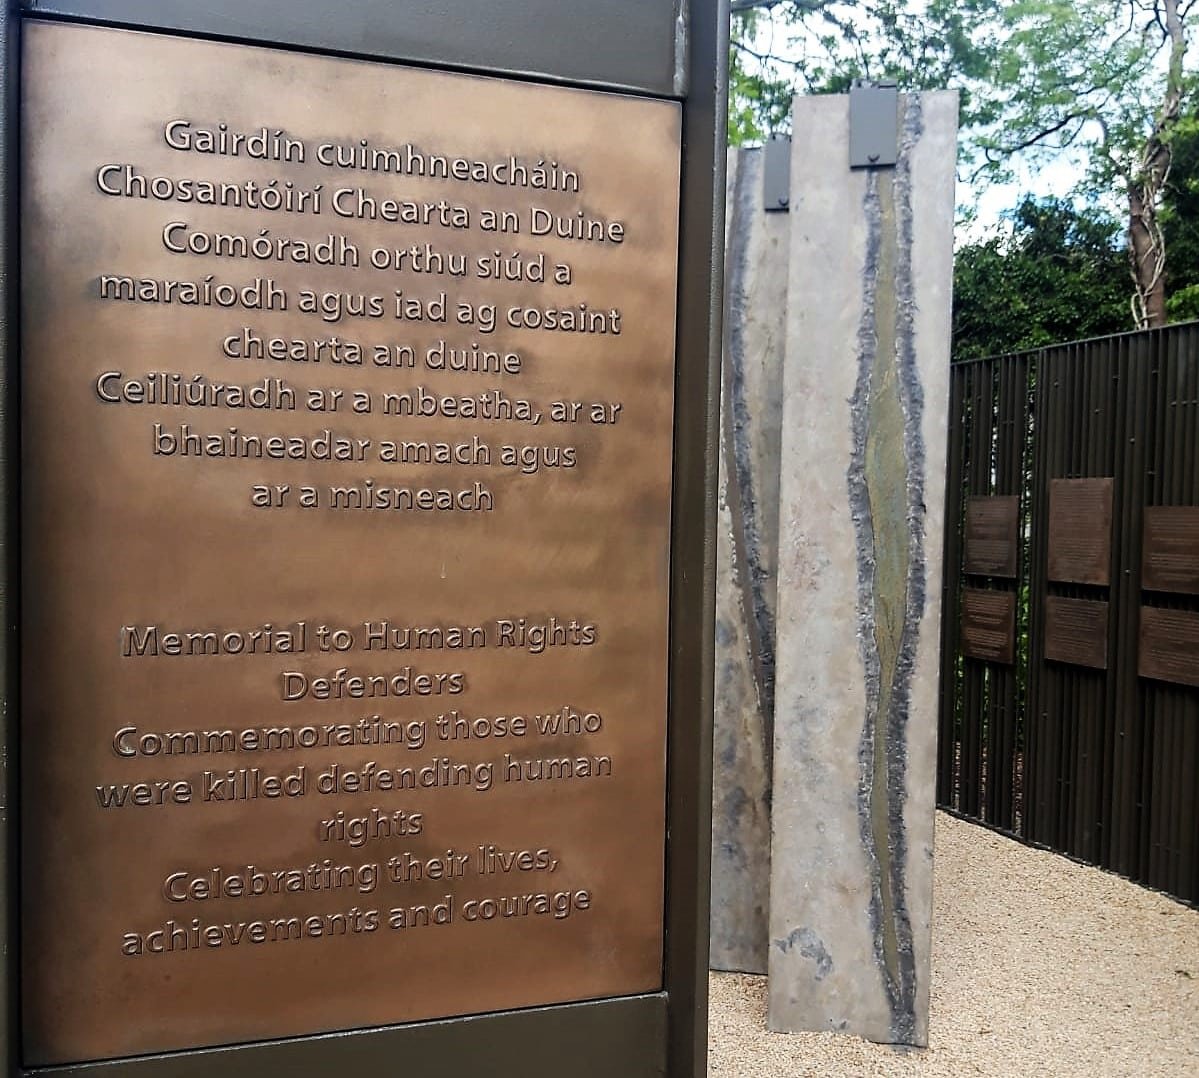 Gairdín cuimhneacháin
Chosantóirí Chearta an Duine
Comóradh orthu siúd a
maraíodh agus iad ag cosaint
chearta an duine
Ceiliúradh ar a mbeatha, ar ar
bhaineadar amach agus
ar a misneach
Memorial to Human Rights
Defenders
Commemorating those who
were killed defending human
rights
Celebrating their lives,
achievements and courage